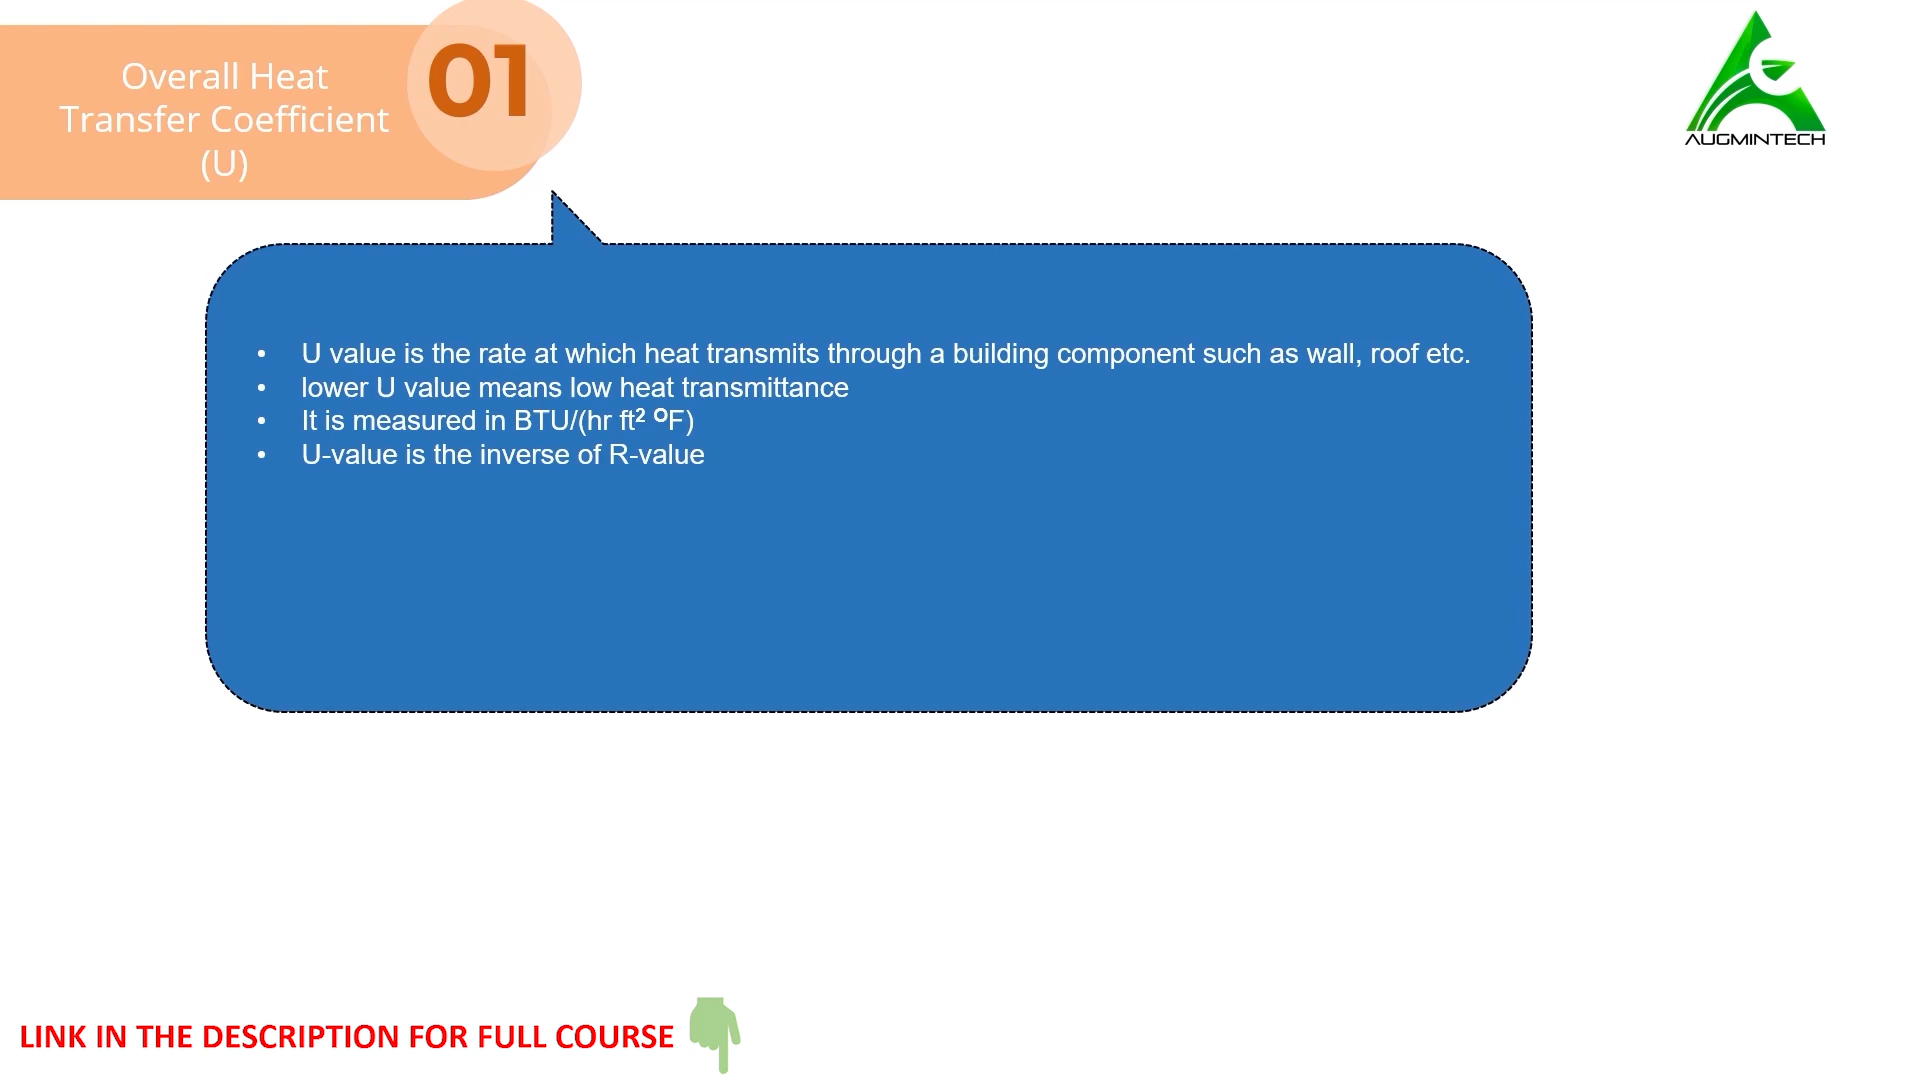 Overall Heat
Transfer Coefficient
(U)
01
AUGMINTECH
• U value is the rate at which heat transmits through a building component such as wall, roof etc.
• lower U value means low heat transmittance
• It is measured in BTU/(hr ft² ᴼF)
• U-value is the inverse of R-value
LINK IN THE DESCRIPTION FOR FULL COURSE